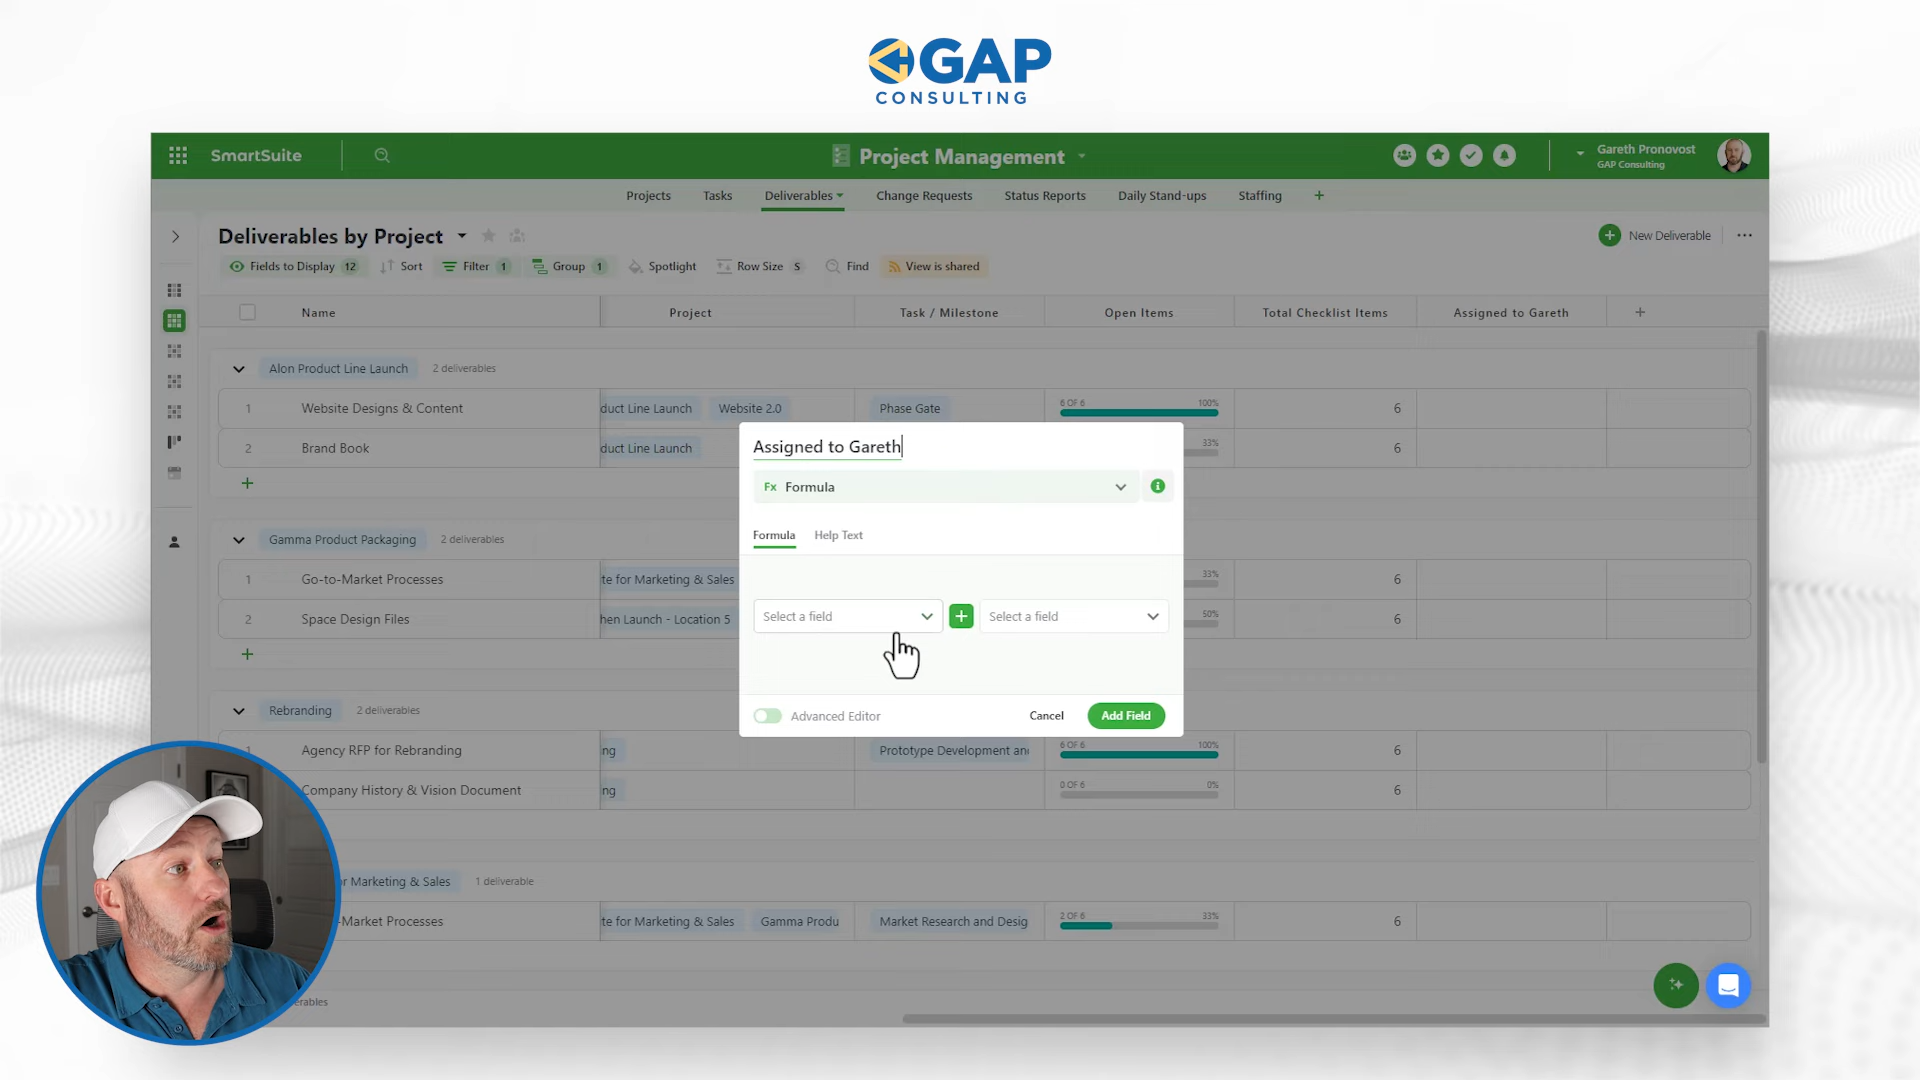 GAP
CONSULTING
SmartSuite
Project Management
Gareth Pronovost
GAP Consulting
Projects
Tasks
Deliverables
Change Requests
Status Reports
Daily Stand-ups
Staffing
Deliverables by Project
New Deliverable
Fields to Display 12
Sort
Filter 1
Group 1
Spotlight
Row Size S
Find
View is shared
Name
Project
Task / Milestone
Open Items
Total Checklist Items
Assigned to Gareth
Alon Product Line Launch
2 deliverables
1 Website Designs & Content
duct Line Launch
Website 2.0
Phase Gate
6 OF 6
100%
6
2 Brand Book
duct Line Launch
33%
6
Gamma Product Packaging
2 deliverables
1 Go-to-Market Processes
te for Marketing & Sales
33%
6
2 Space Design Files
hen Launch - Location 5
50%
6
Assigned to Gareth
Fx Formula
Formula
Help Text
Select a field
Select a field
Advanced Editor
Cancel
Add Field
Rebranding
2 deliverables
1 Agency RFP for Rebranding
ng
Prototype Development an
6 OF 6
100%
6
Company History & Vision Document
ng
0 OF 6
0%
6
r Marketing & Sales
1 deliverable
-Market Processes
te for Marketing & Sales
Gamma Produ
Market Research and Desig
2 OF 6
33%
6
erables